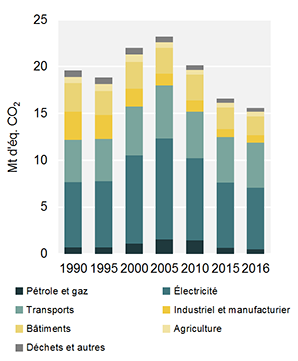 Mt d'éq. CO₂
25
20
15
10
5
0
1990 1995 2000 2005 2010 2015 2016
Pétrole et gaz
Électricité
Transports
Industriel et manufacturier
Bâtiments
Agriculture
Déchets et autres